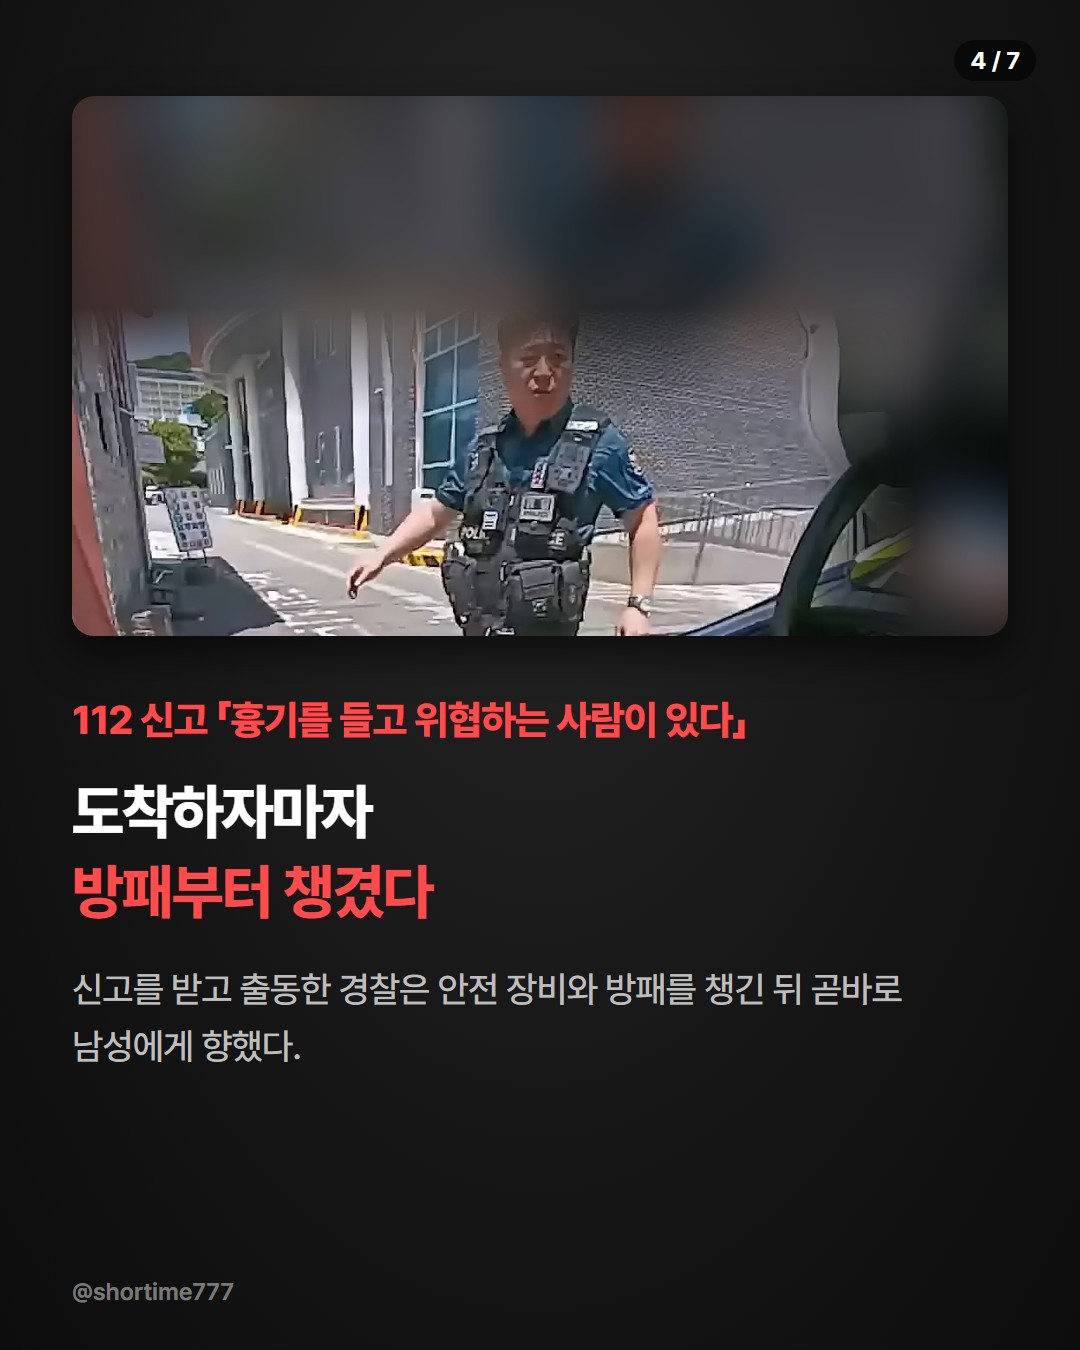 4 / 7
POLICE
112 신고 「흉기를 들고 위협하는 사람이 있다」
도착하자마자
방패부터 챙겼다
신고를 받고 출동한 경찰은 안전 장비와 방패를 챙긴 뒤 곧바로
남성에게 향했다.
@shortime777